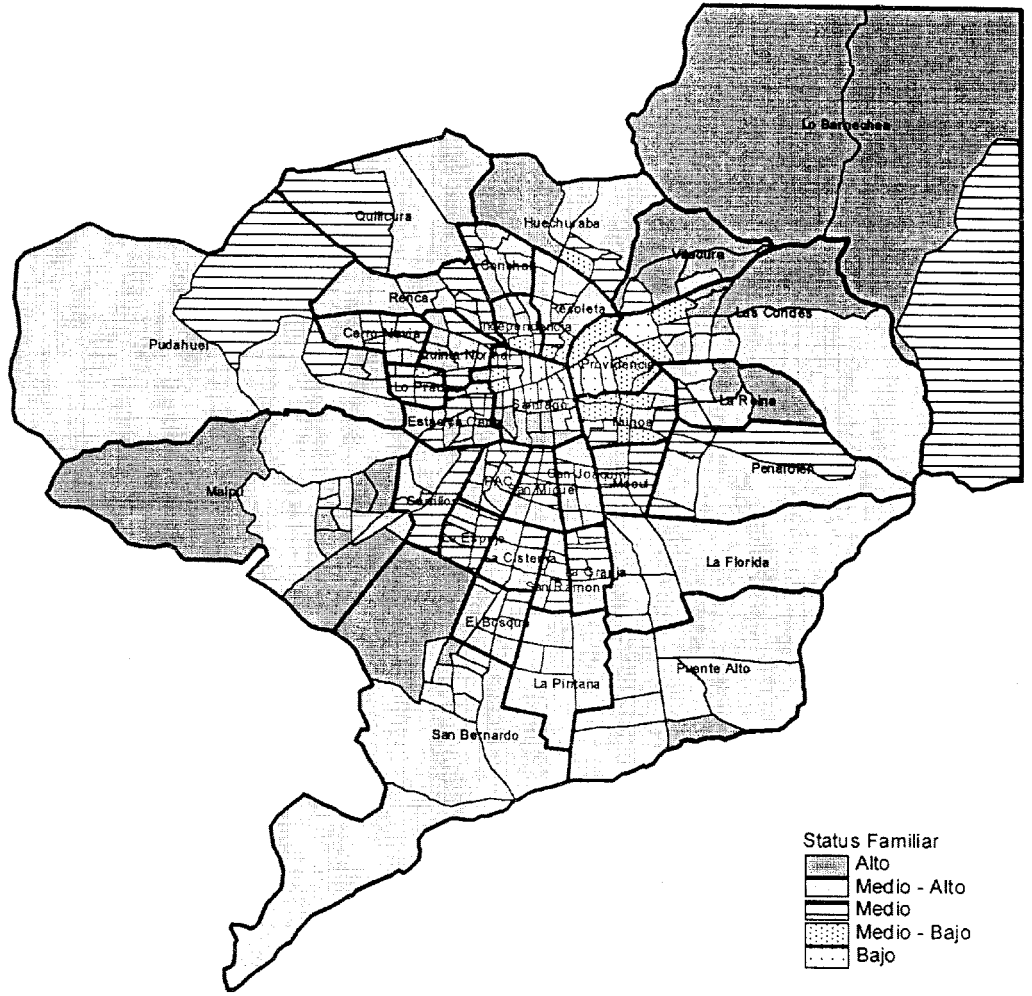 Lo Barnechea
Quilicura
Huechuraba
Vitacura
Conchalí
Renca
Recoleta
Las Condes
Independencia
Cerro Navia
Pudahuel
Quinta Normal
Providencia
Lo Prado
La Reina
Santiago
Estación Central
Ñuñoa
Peñalolén
San Joaquín
Macul
PAC
San Miguel
Maipú
Cerrillos
Lo Espejo
La Cisterna
La Florida
La Granja
San Ramón
El Bosque
Puente Alto
La Pintana
San Bernardo
Status Familiar
Alto
Medio - Alto
Medio
Medio - Bajo
Bajo